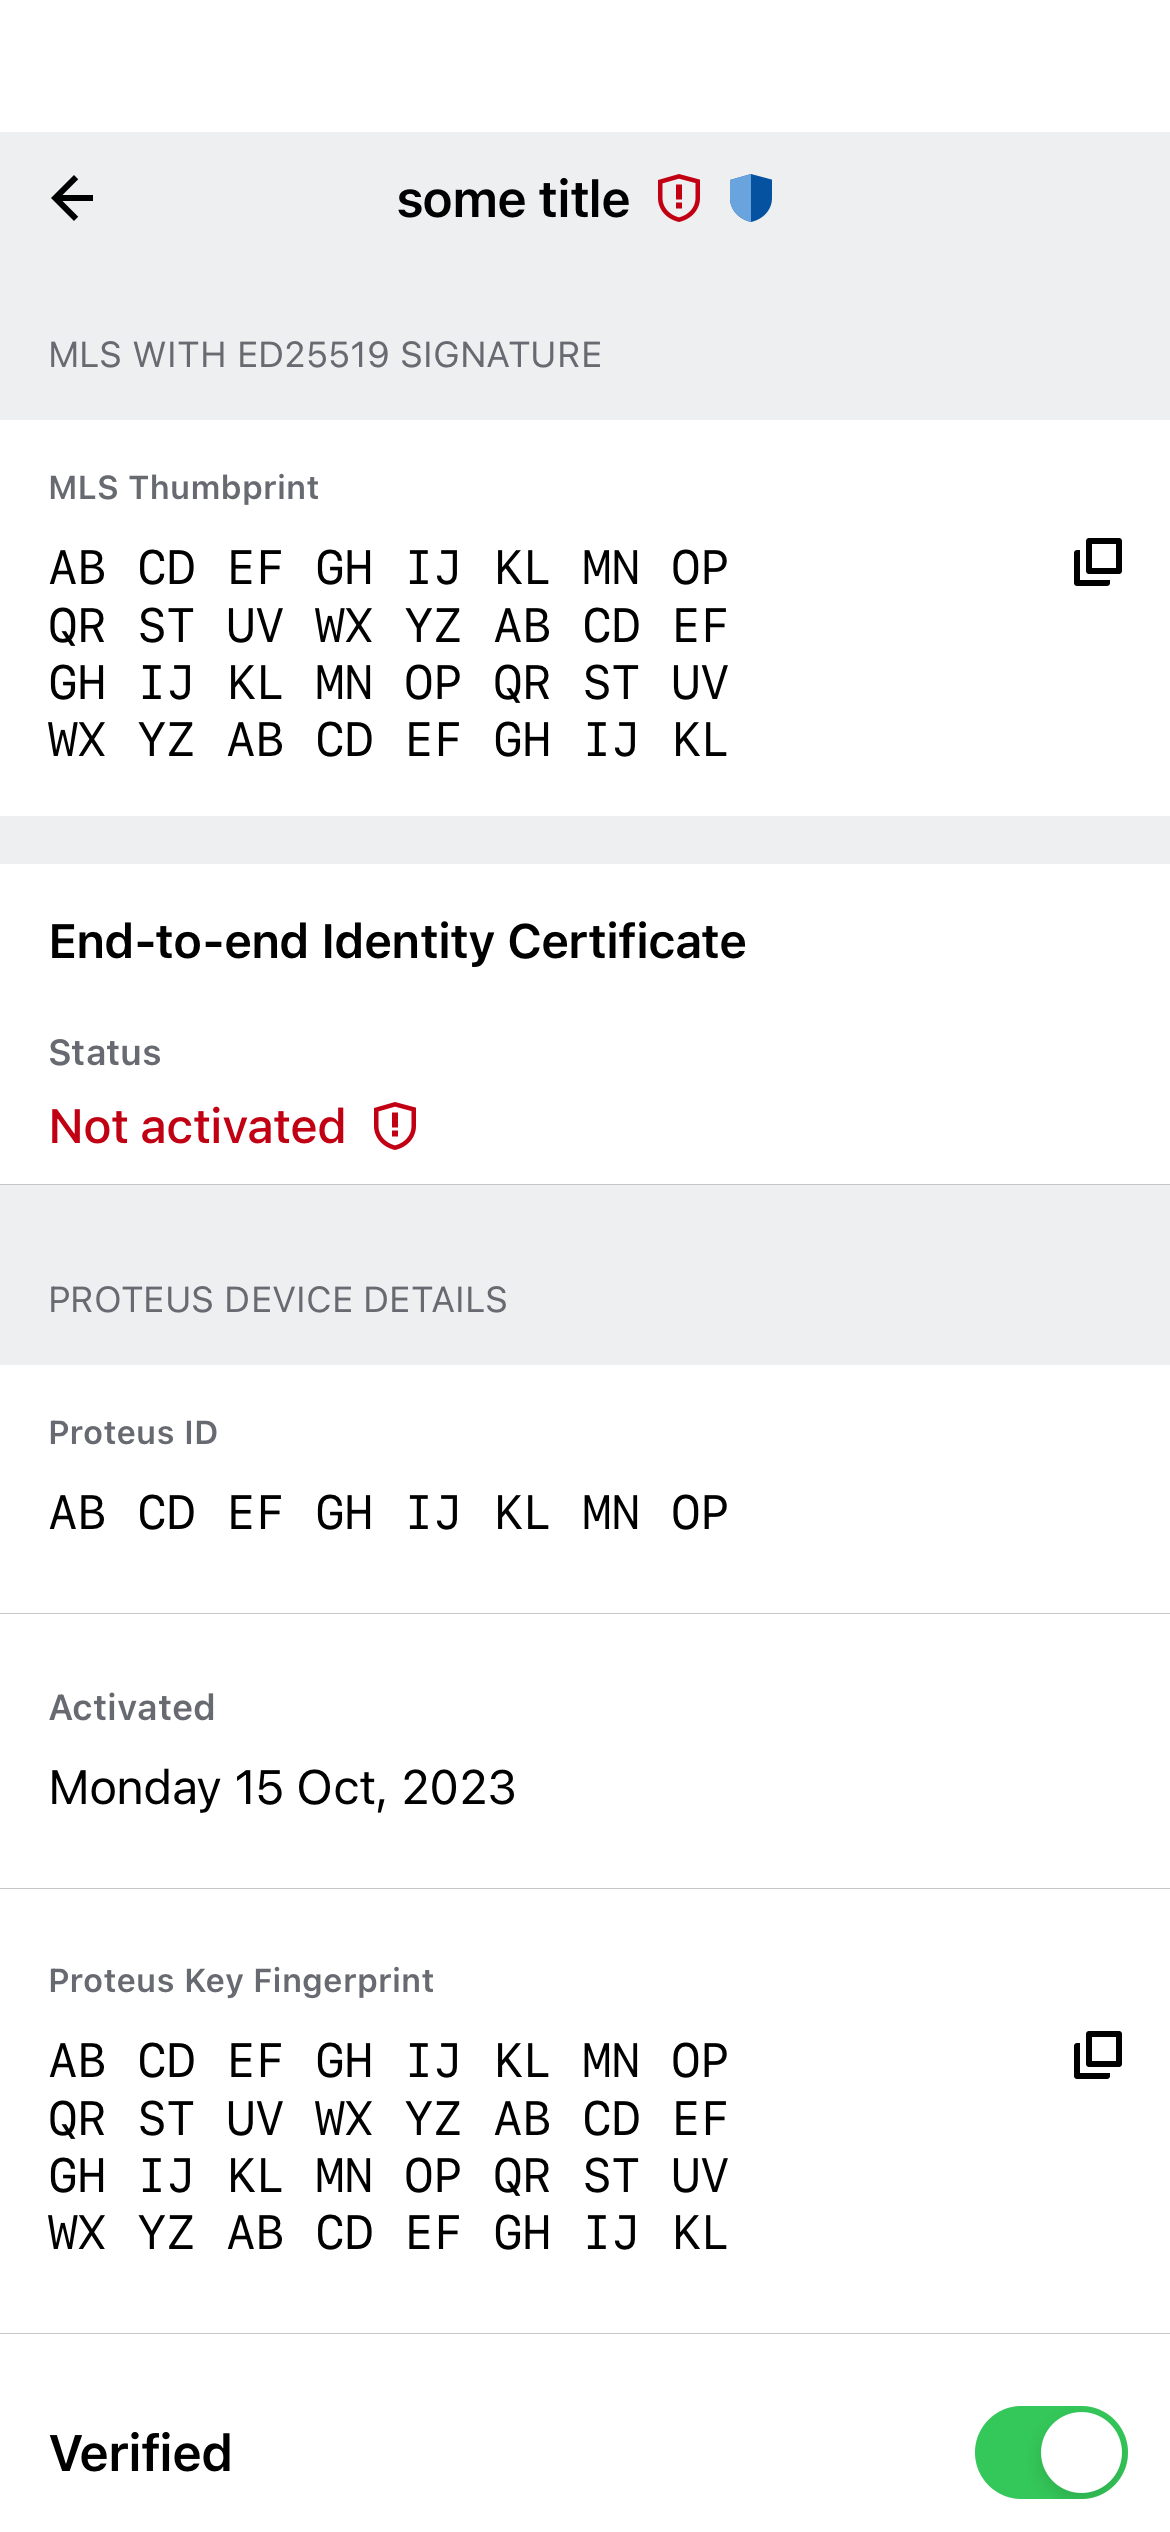 some title
MLS WITH ED25519 SIGNATURE
MLS Thumbprint
AB CD EF GH IJ KL MN OP
QR ST UV WX YZ AB CD EF
GH IJ KL MN OP QR ST UV
WX YZ AB CD EF GH IJ KL
End-to-end Identity Certificate
Status
Not activated
PROTEUS DEVICE DETAILS
Proteus ID
AB CD EF GH IJ KL MN OP
Activated
Monday 15 Oct, 2023
Proteus Key Fingerprint
AB CD EF GH IJ KL MN OP
QR ST UV WX YZ AB CD EF
GH IJ KL MN OP QR ST UV
WX YZ AB CD EF GH IJ KL
Verified